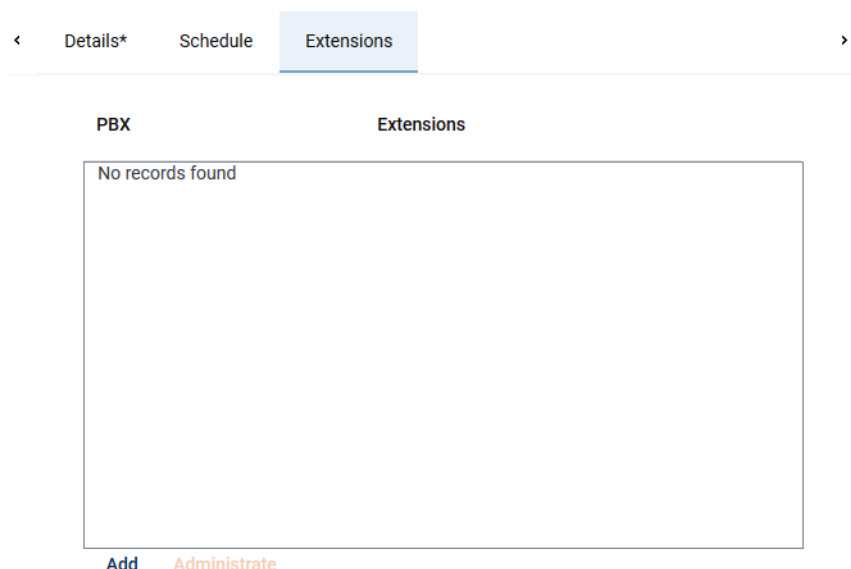 Details* Schedule Extensions
PBX Extensions
No records found
Add Administrate